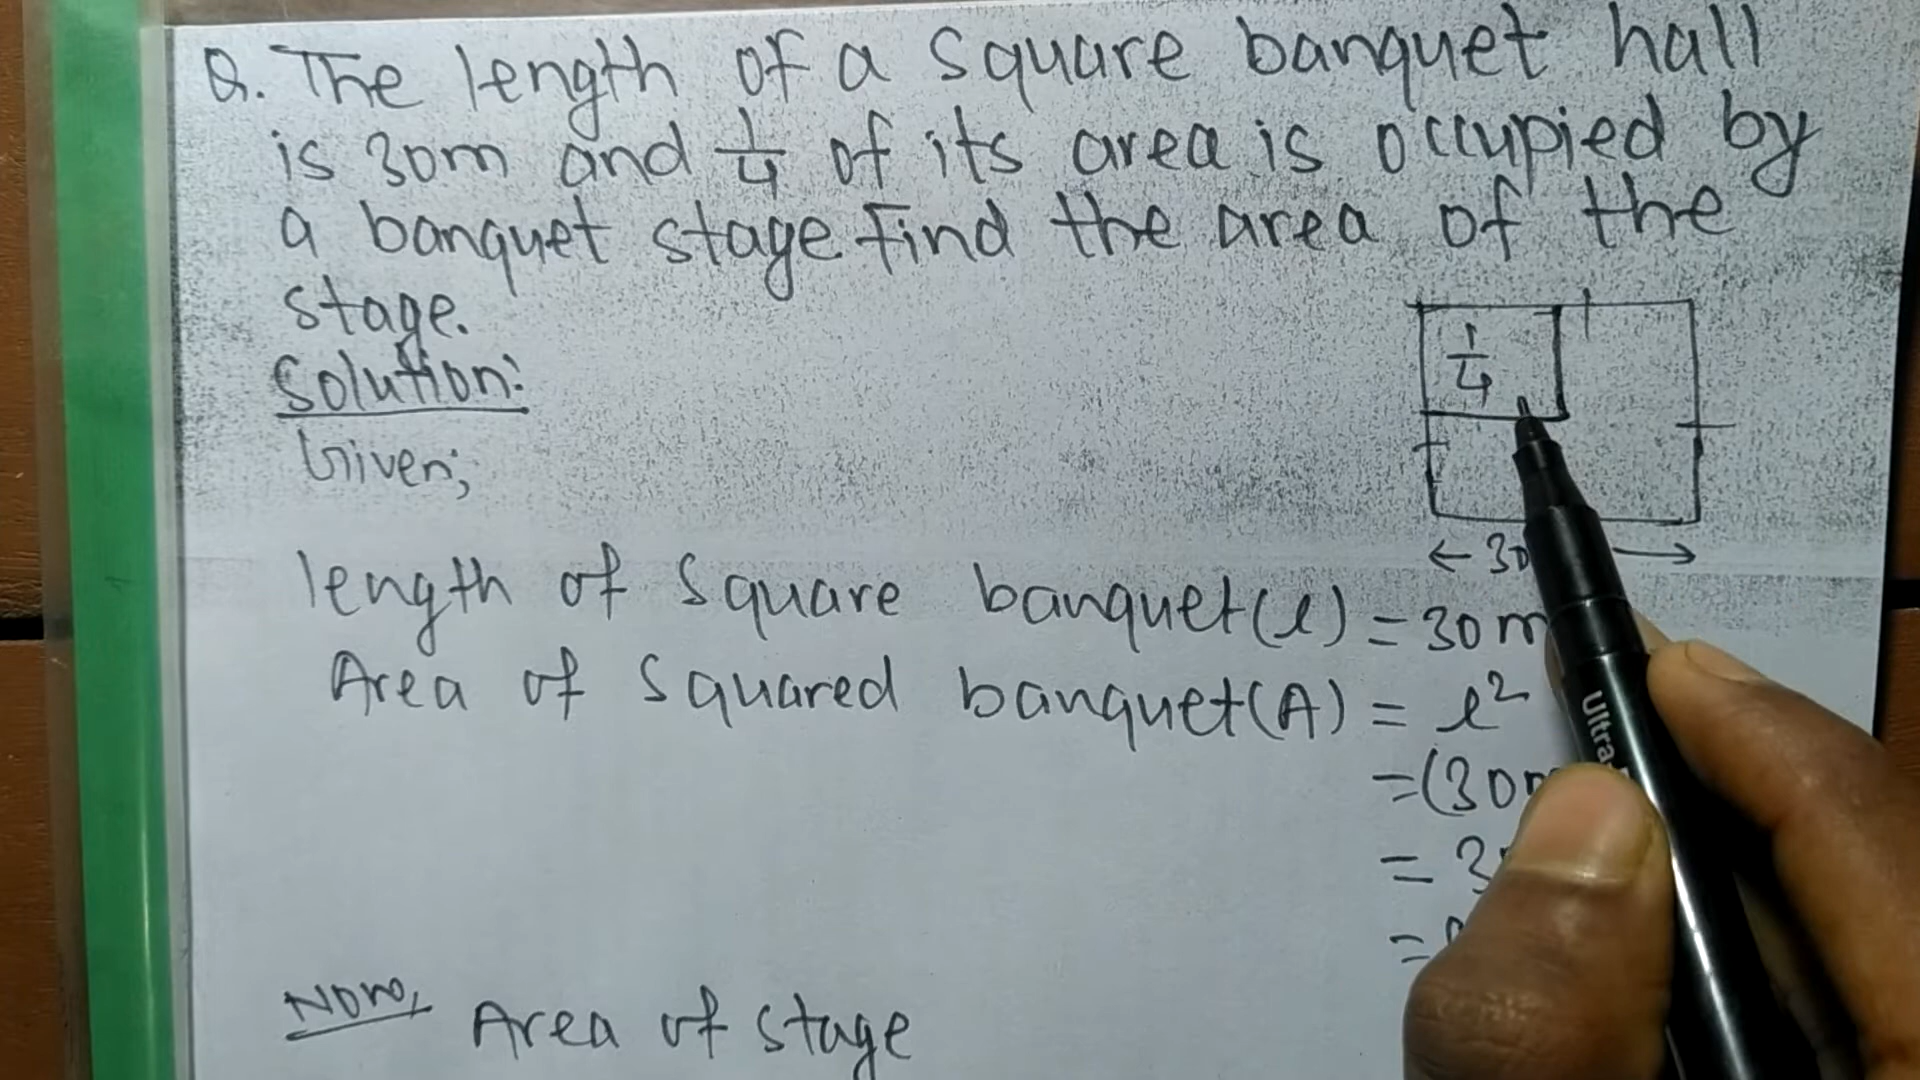 Q. The length of a square banquet hall
is 30m and 1/4 of its area is occupied by
a banquet stage. Find the area of the
stage.
Solution:
Given;
1/4
← 30 →
length of square banquet(l) = 30m
Area of squared banquet(A) = l²
=(30m
= 3
=
Now, Area of stage
Ultra